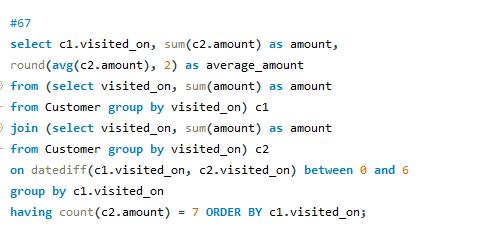 #67
select c1.visited_on, sum(c2.amount) as amount,
round(avg(c2.amount), 2) as average_amount
from (select visited_on, sum(amount) as amount
from Customer group by visited_on) c1
join (select visited_on, sum(amount) as amount
from Customer group by visited_on) c2
on datediff(c1.visited_on, c2.visited_on) between 0 and 6
group by c1.visited_on
having count(c2.amount) = 7 ORDER BY c1.visited_on;